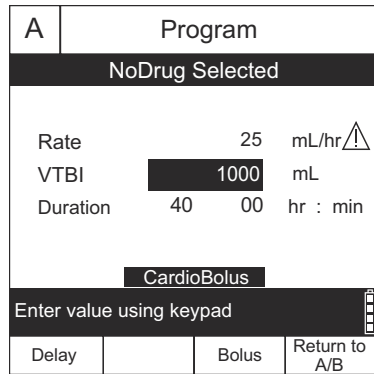 A Program
NoDrug Selected
Rate 25 mL/hr
VTBI 1000 mL
Duration 40 00 hr : min
CardioBolus
Enter value using keypad
Delay Bolus Return to
A/B